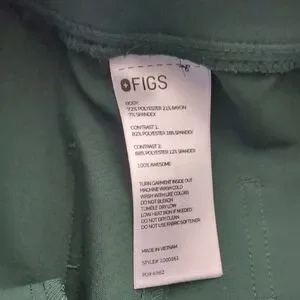 FIGS
BODY:
72% POLYESTER 21% RAYON
7% SPANDEX
CONTRAST 1:
82% POLYESTER 18% SPANDEX
CONTRAST 2:
88% POLYESTER 12% SPANDEX
100% AWESOME
TURN GARMENT INSIDE OUT
MACHINE WASH COLD
WASH WITH LIKE COLORS
DO NOT BLEACH
TUMBLE DRY LOW
LOW HEAT IRON IF NEEDED
DO NOT DRY CLEAN
DO NOT USE FABRIC SOFTENER
MADE IN VIETNAM
STYLE#